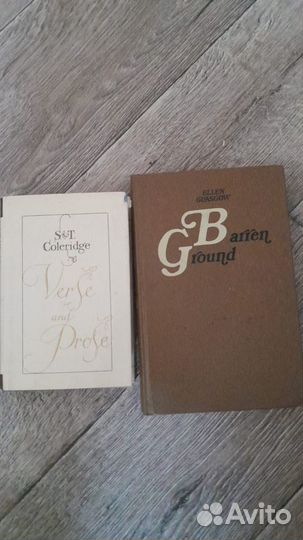 S.T.
Coleridge
Verse
and
Prose
ELLEN
GLASGOW
Barren
Ground
Avito